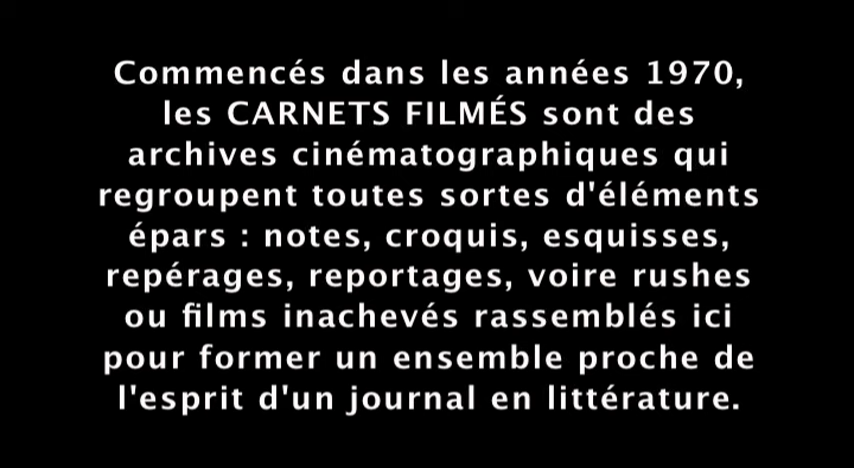 Commencés dans les années 1970,
les CARNETS FILMÉS sont des
archives cinématographiques qui
regroupent toutes sortes d'éléments
épars : notes, croquis, esquisses,
repérages, reportages, voire rushes
ou films inachevés rassemblés ici
pour former un ensemble proche de
l'esprit d'un journal en littérature.